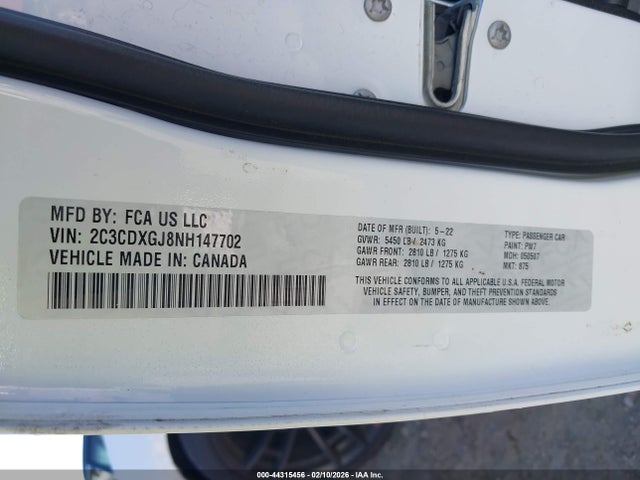 MFD BY: FCA US LLC
VIN: 2C3CDXGJ8NH147702
VEHICLE MADE IN: CANADA
DATE OF MFR (BUILT): 5-22
GVWR: 5450 LB / 2473 KG
GAWR FRONT: 2810 LB / 1275 KG
GAWR REAR: 2810 LB / 1275 KG
TYPE: PASSENGER CAR
PAINT: PW7
MDH: 050507
MKT: 875
THIS VEHICLE CONFORMS TO ALL APPLICABLE U.S.A. FEDERAL MOTOR
VEHICLE SAFETY, BUMPER, AND THEFT PREVENTION STANDARDS
IN EFFECT ON THE DATE OF MANUFACTURE SHOWN ABOVE.
000-44315456 - 02/10/2026 - IAA Inc.